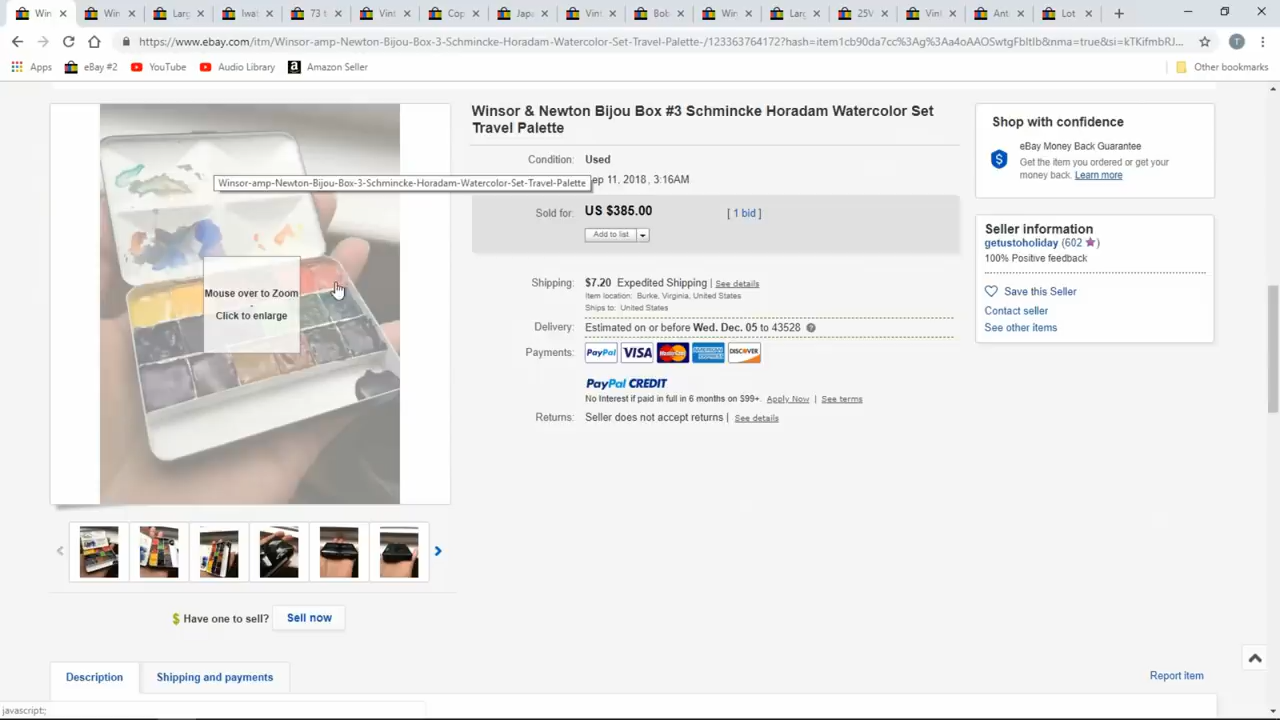 Win
Win
Larg
Iwat
73 t
Vint
Cop
Japa
Vint
Bob
Win
Larg
25V
Vint
Ant
Lot
https://www.ebay.com/itm/Winsor-amp-Newton-Bijou-Box-3-Schmincke-Horadam-Watercolor-Set-Travel-Palette-/123363764172?hash=item1cb90da7cc%3Ag%3Aa4oAAOSwtgFbltIb&nma=true&si=kTKifmbRJ...
T
Apps
eBay #2
YouTube
Audio Library
Amazon Seller
Other bookmarks
Winsor & Newton Bijou Box #3 Schmincke Horadam Watercolor Set
Travel Palette
Condition: Used
ep 11, 2018 , 3:16AM
Winsor-amp-Newton-Bijou-Box-3-Schmincke-Horadam-Watercolor-Set-Travel-Palette
Sold for: US $385.00 [ 1 bid ]
Add to list
Mouse over to Zoom
-
Click to enlarge
Shipping: $7.20 Expedited Shipping | See details
Item location: Burke, Virginia, United States
Ships to: United States
Delivery: Estimated on or before Wed. Dec. 05 to 43528
Payments: PayPal VISA MasterCard AMERICAN EXPRESS DISCOVER
PayPal CREDIT
No Interest if paid in full in 6 months on $99+. Apply Now | See terms
Returns: Seller does not accept returns | See details
Shop with confidence
eBay Money Back Guarantee
Get the item you ordered or get your
money back. Learn more
Seller information
getustoholiday (602 ★)
100% Positive feedback
Save this Seller
Contact seller
See other items
$ Have one to sell? Sell now
Description
Shipping and payments
Report item
javascript:;